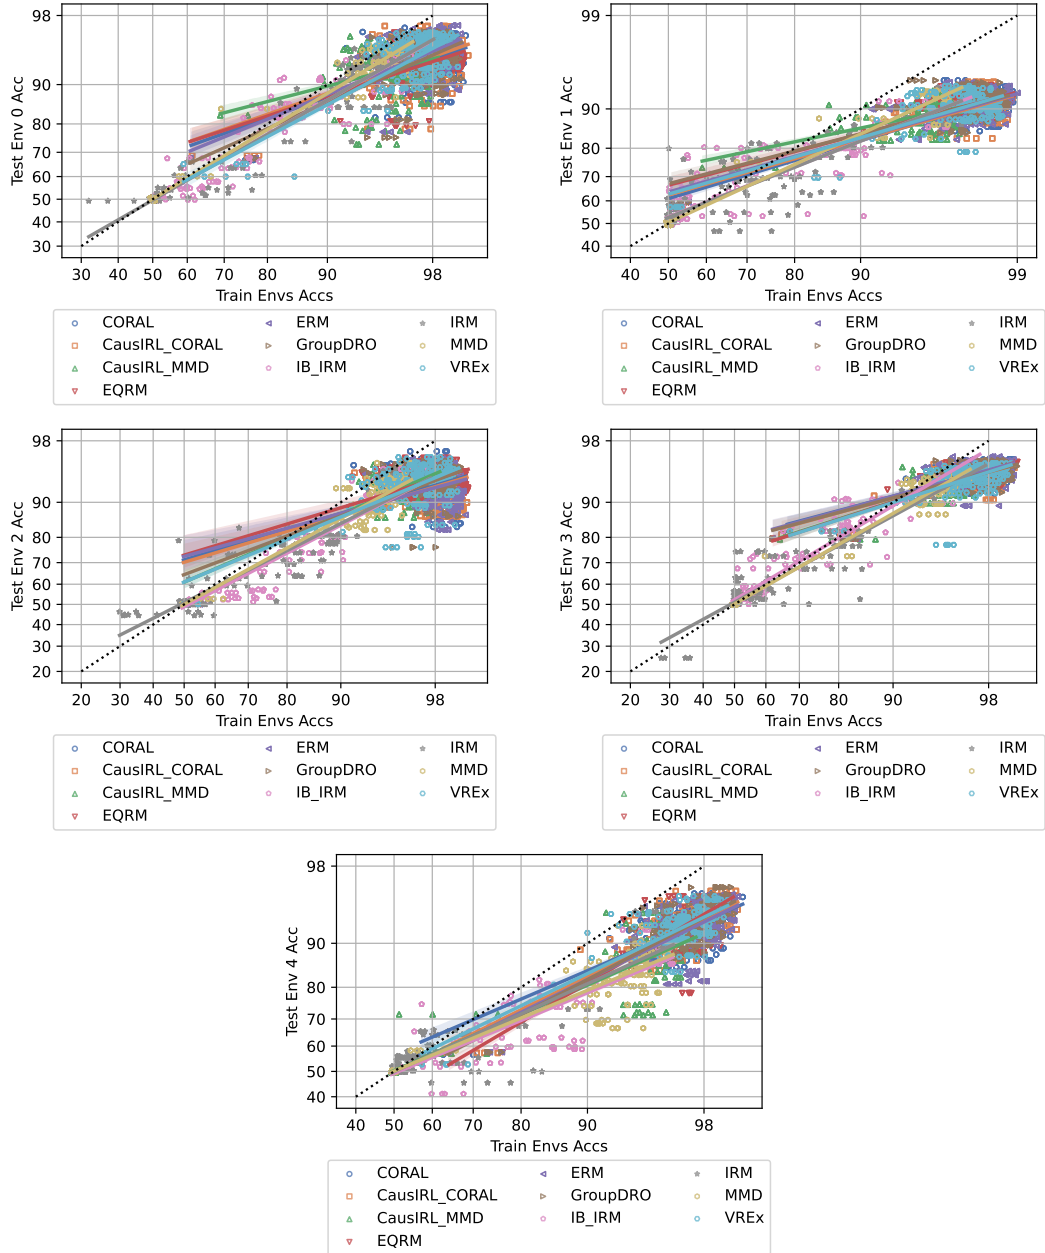 98
90
80
70
60
50
40
30
Test Env 0 Acc
30 40 50 60 70 80 90 98
Train Envs Accs
CORAL ERM IRM
CausIRL_CORAL GroupDRO MMD
CausIRL_MMD IB_IRM VREx
EQRM
99
90
80
70
60
50
40
Test Env 1 Acc
40 50 60 70 80 90 99
Train Envs Accs
CORAL ERM IRM
CausIRL_CORAL GroupDRO MMD
CausIRL_MMD IB_IRM VREx
EQRM
98
90
80
70
60
50
40
30
20
Test Env 2 Acc
20 30 40 50 60 70 80 90 98
Train Envs Accs
CORAL ERM IRM
CausIRL_CORAL GroupDRO MMD
CausIRL_MMD IB_IRM VREx
EQRM
98
90
80
70
60
50
40
30
20
Test Env 3 Acc
20 30 40 50 60 70 80 90 98
Train Envs Accs
CORAL ERM IRM
CausIRL_CORAL GroupDRO MMD
CausIRL_MMD IB_IRM VREx
EQRM
98
90
80
70
60
50
40
Test Env 4 Acc
40 50 60 70 80 90 98
Train Envs Accs
CORAL ERM IRM
CausIRL_CORAL GroupDRO MMD
CausIRL_MMD IB_IRM VREx
EQRM